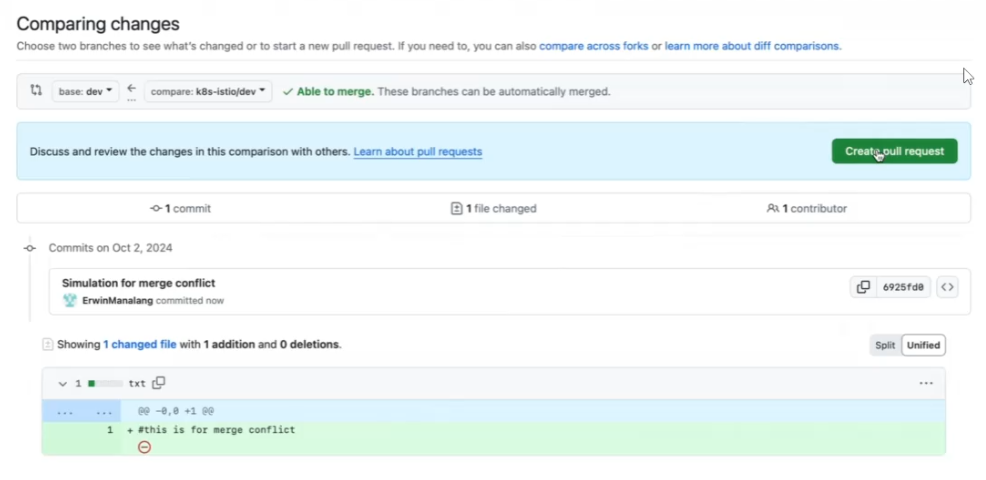 Comparing changes
Choose two branches to see what's changed or to start a new pull request. If you need to, you can also compare across forks or learn more about diff comparisons.
base: dev ... compare: k8s-istio/dev Able to merge. These branches can be automatically merged.
Discuss and review the changes in this comparison with others. Learn about pull requests Create pull request
1 commit 1 file changed 1 contributor
Commits on Oct 2, 2024
Simulation for merge conflict
ErwinManalang committed now 6925fd0
Showing 1 changed file with 1 addition and 0 deletions. Split Unified
1 txt ...
... ... @@ -0,0 +1 @@
1 + #this is for merge conflict